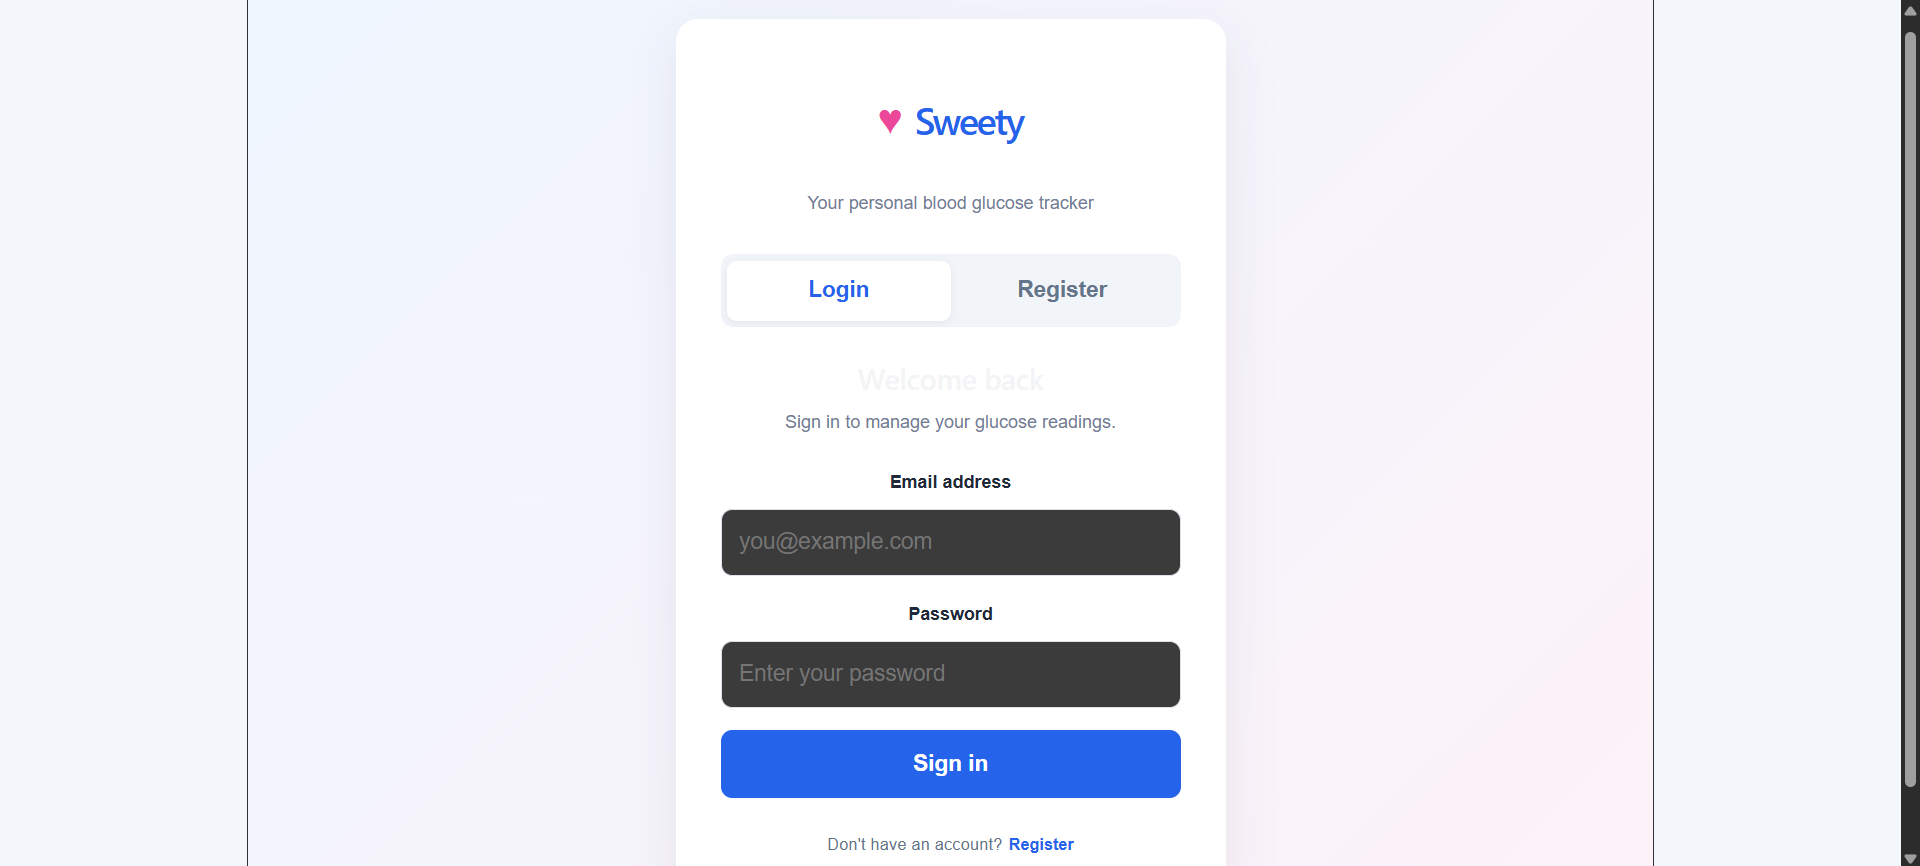 ♥ Sweety
Your personal blood glucose tracker
Login
Register
Welcome back
Sign in to manage your glucose readings.
Email address
you@example.com
Password
Enter your password
Sign in
Don't have an account? Register